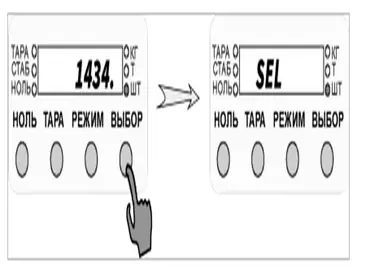 ТАРА КГ
СТАБ 1434. Т
НОЛЬ ШТ
НОЛЬ ТАРА РЕЖИМ ВЫБОР
ТАРА КГ
СТАБ SEL Т
НОЛЬ ШТ
НОЛЬ ТАРА РЕЖИМ ВЫБОР